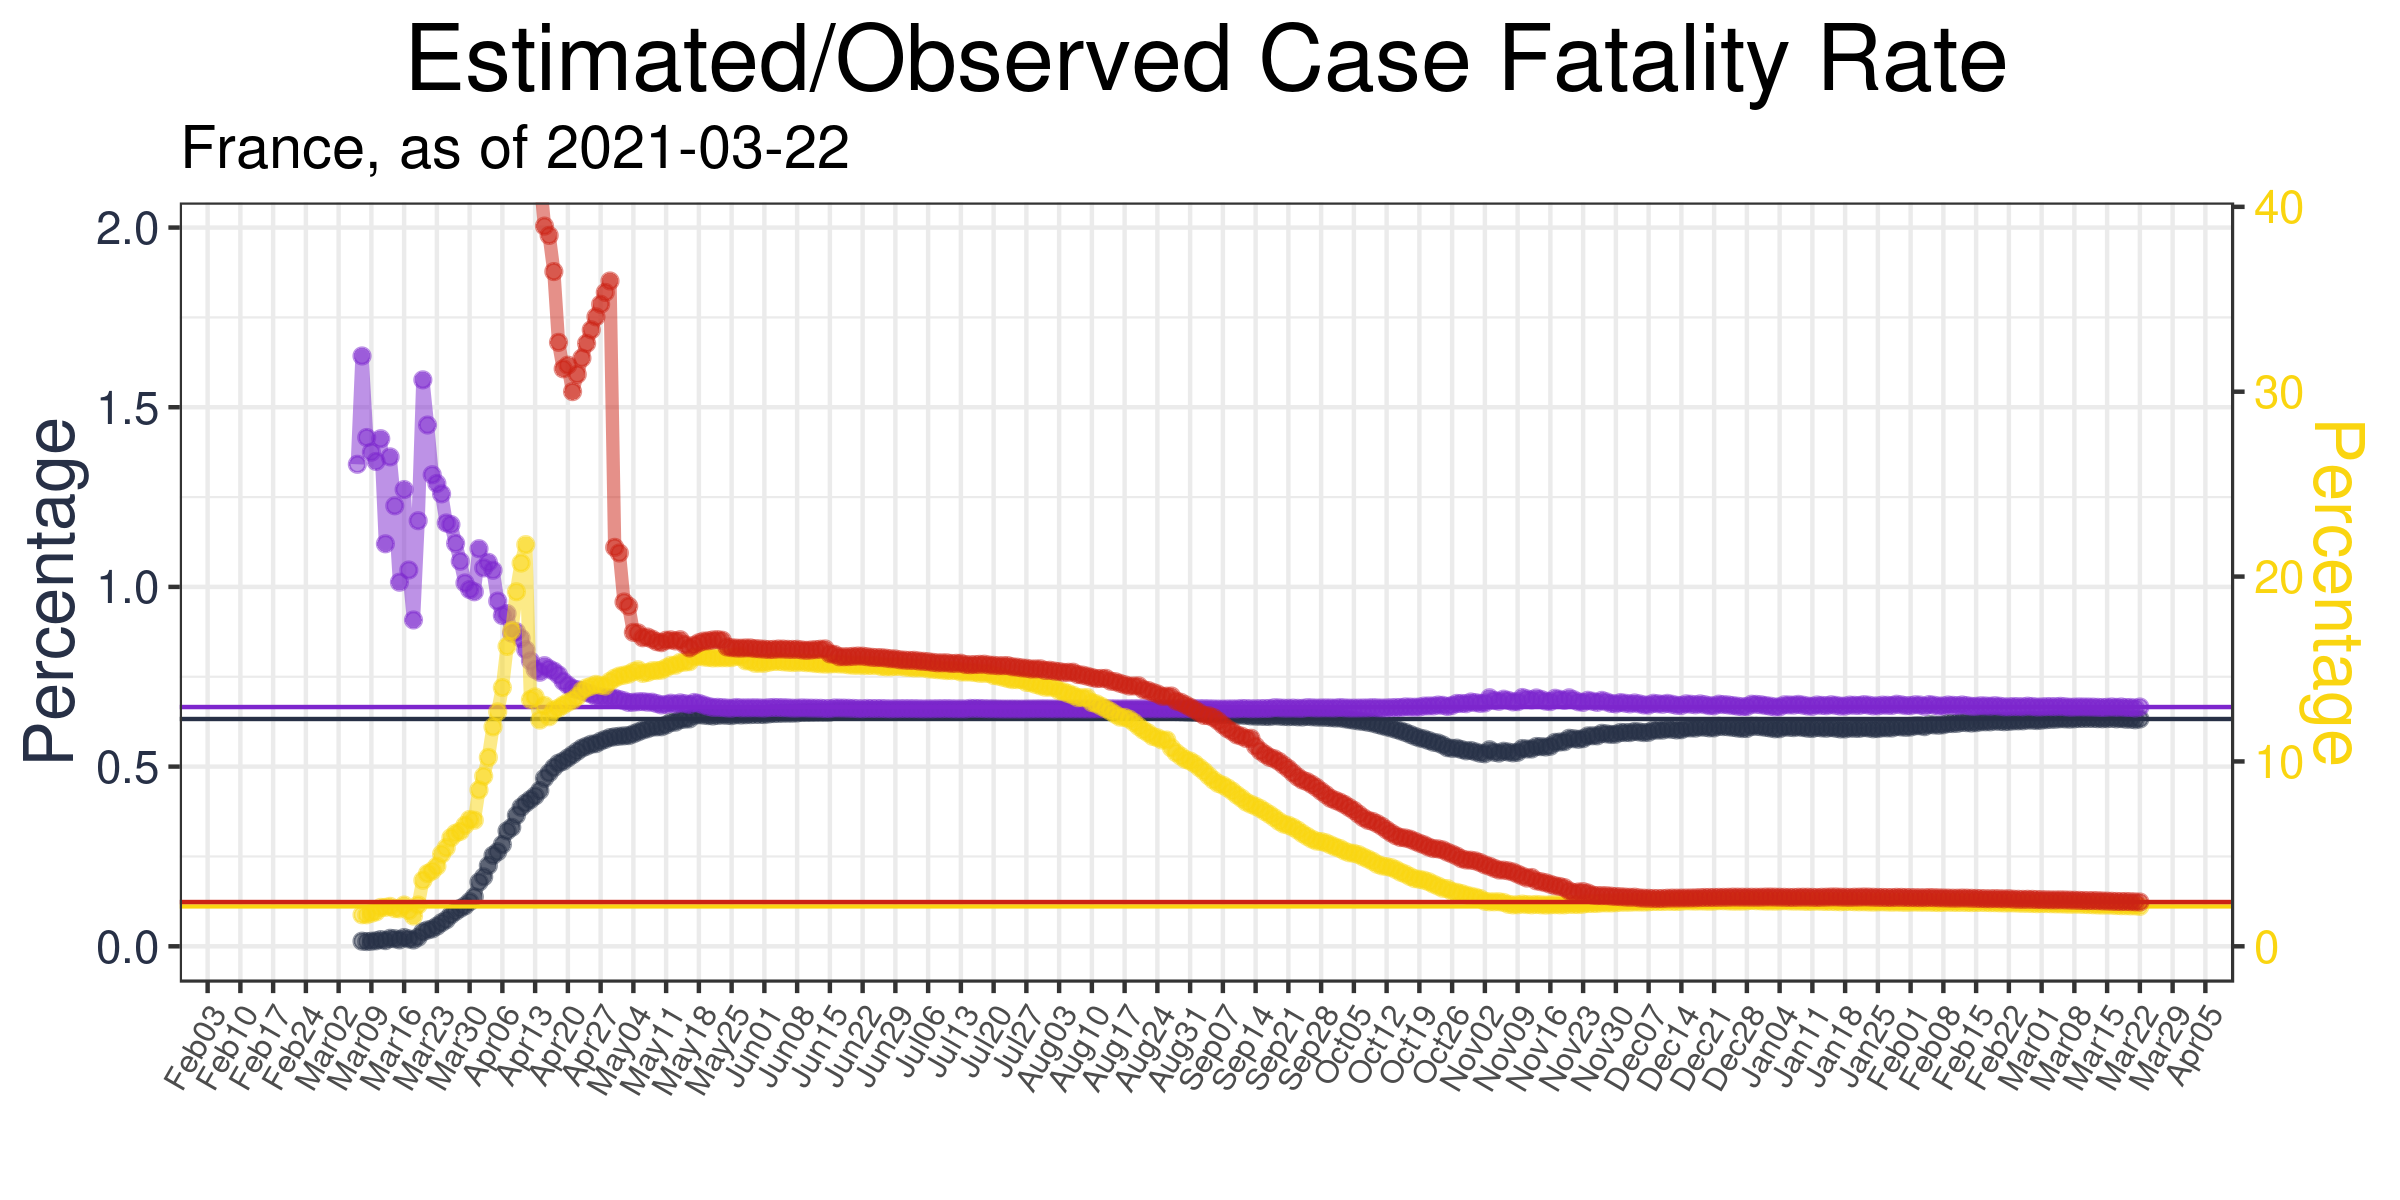 Estimated/Observed Case Fatality Rate
France, as of 2021-03-22
Percentage
2.0
1.5
1.0
0.5
0.0
40
30
20
10
0
Percentage
Feb03
Feb10
Feb17
Feb24
Mar02
Mar09
Mar16
Mar23
Mar30
Apr06
Apr13
Apr20
Apr27
May04
May11
May18
May25
Jun01
Jun08
Jun15
Jun22
Jun29
Jul06
Jul13
Jul20
Jul27
Aug03
Aug10
Aug17
Aug24
Aug31
Sep07
Sep14
Sep21
Sep28
Oct05
Oct12
Oct19
Oct26
Nov02
Nov09
Nov16
Nov23
Nov30
Dec07
Dec14
Dec21
Dec28
Jan04
Jan11
Jan18
Jan25
Feb01
Feb08
Feb15
Feb22
Mar01
Mar08
Mar15
Mar22
Mar29
Apr05